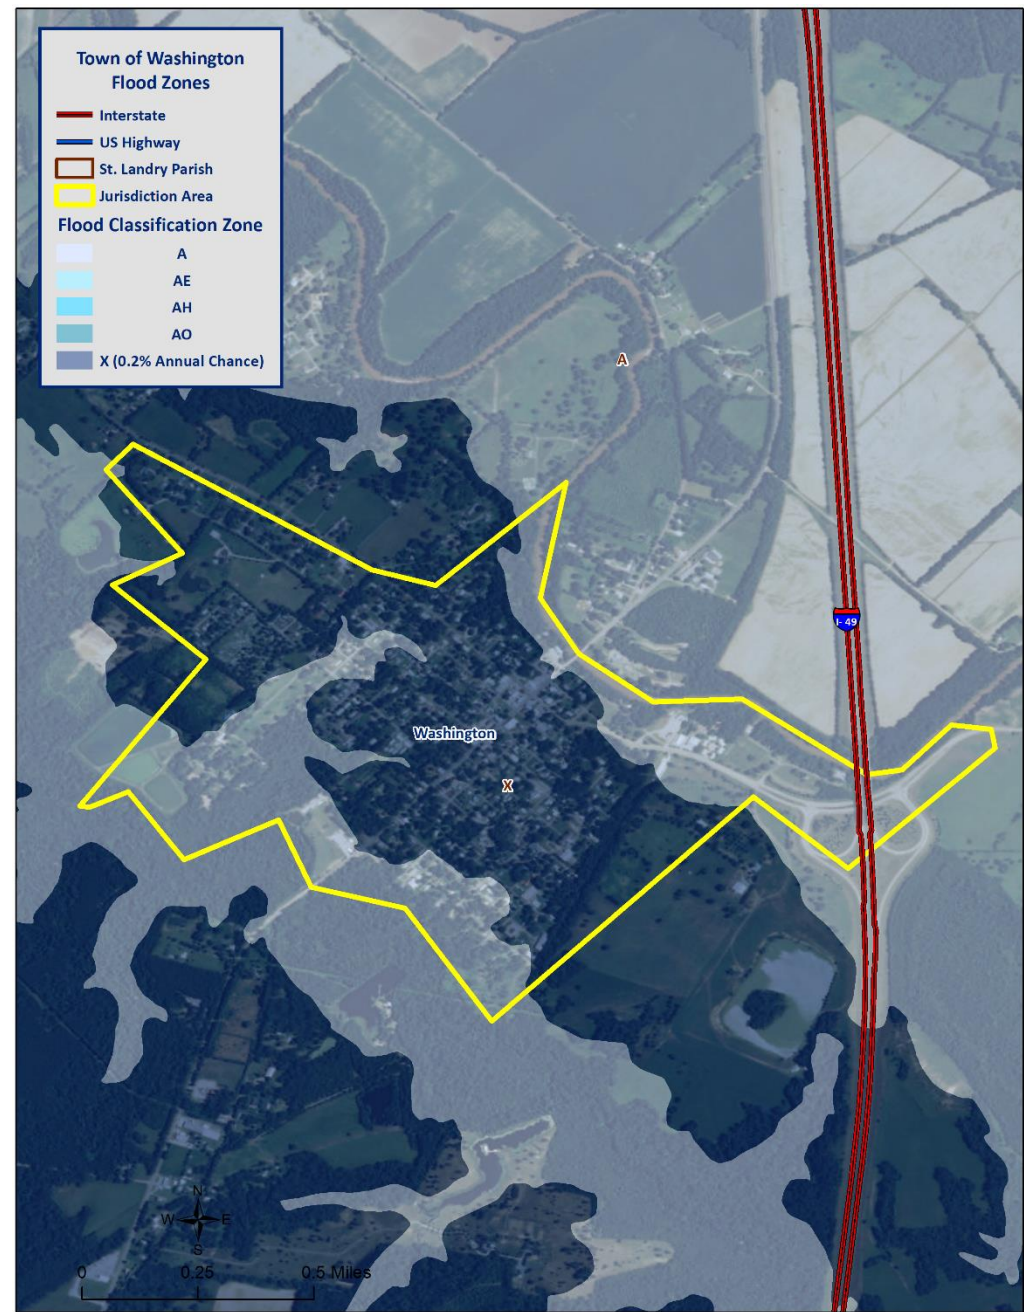 Town of Washington
Flood Zones
Interstate
US Highway
St. Landry Parish
Jurisdiction Area
Flood Classification Zone
A
AE
AH
AO
X (0.2% Annual Chance)
A
I-49
Washington
X
N
W E
S
0 0.25 0.5 Miles